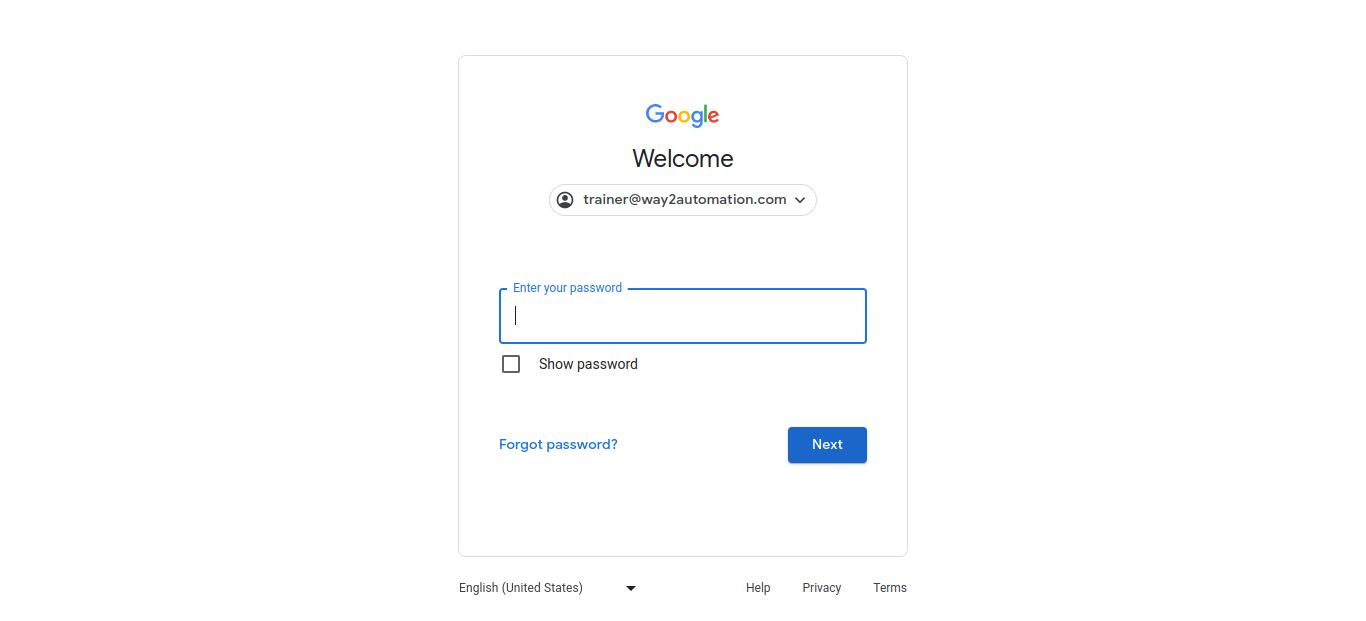 Google
Welcome
trainer@way2automation.com
Enter your password
Show password
Forgot password?
Next
English (United States)
Help
Privacy
Terms